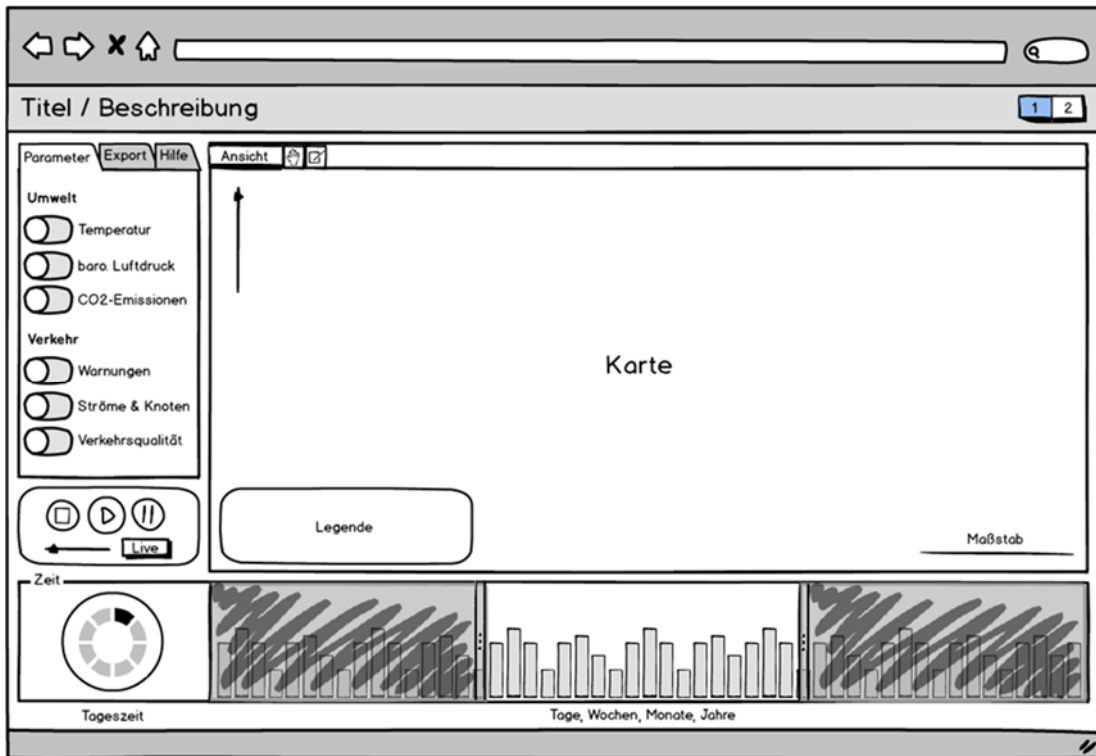 Titel / Beschreibung
1 2
Parameter Export Hilfe
Umwelt
Temperatur
baro. Luftdruck
CO2-Emissionen
Verkehr
Warnungen
Ströme & Knoten
Verkehrsqualität
Live
Ansicht
Karte
Legende
Maßstab
Zeit
Tageszeit
Tage, Wochen, Monate, Jahre